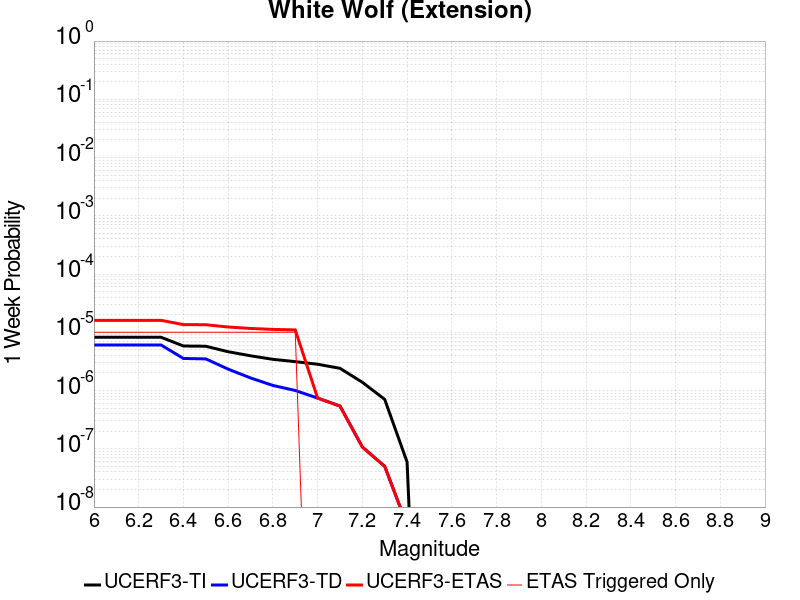 White Wolf (Extension)
1 Week Probability
10^0
10^-1
10^-2
10^-3
10^-4
10^-5
10^-6
10^-7
10^-8
6 6.2 6.4 6.6 6.8 7 7.2 7.4 7.6 7.8 8 8.2 8.4 8.6 8.8 9
Magnitude
UCERF3-TI UCERF3-TD UCERF3-ETAS ETAS Triggered Only